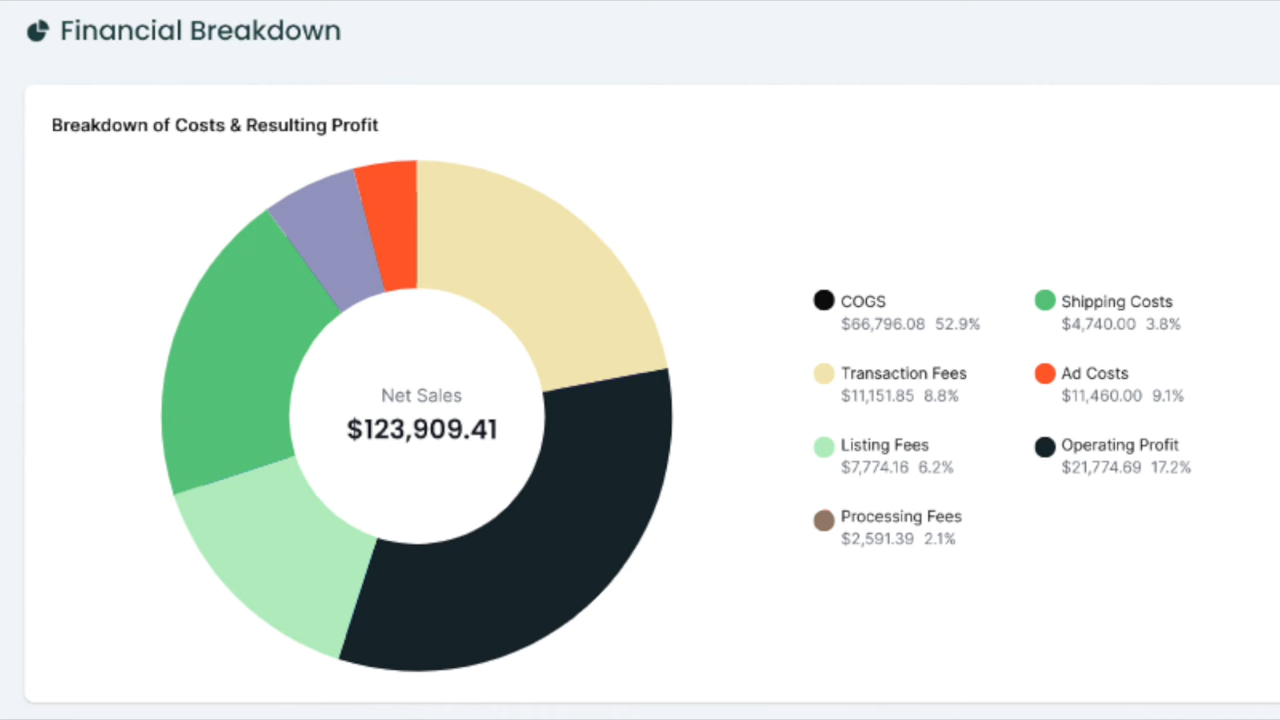 Financial Breakdown
Breakdown of Costs & Resulting Profit
Net Sales
$123,909.41
COGS
$66,796.08 52.9%
Shipping Costs
$4,740.00 3.8%
Transaction Fees
$11,151.85 8.8%
Ad Costs
$11,460.00 9.1%
Listing Fees
$7,774.16 6.2%
Operating Profit
$21,774.69 17.2%
Processing Fees
$2,591.39 2.1%